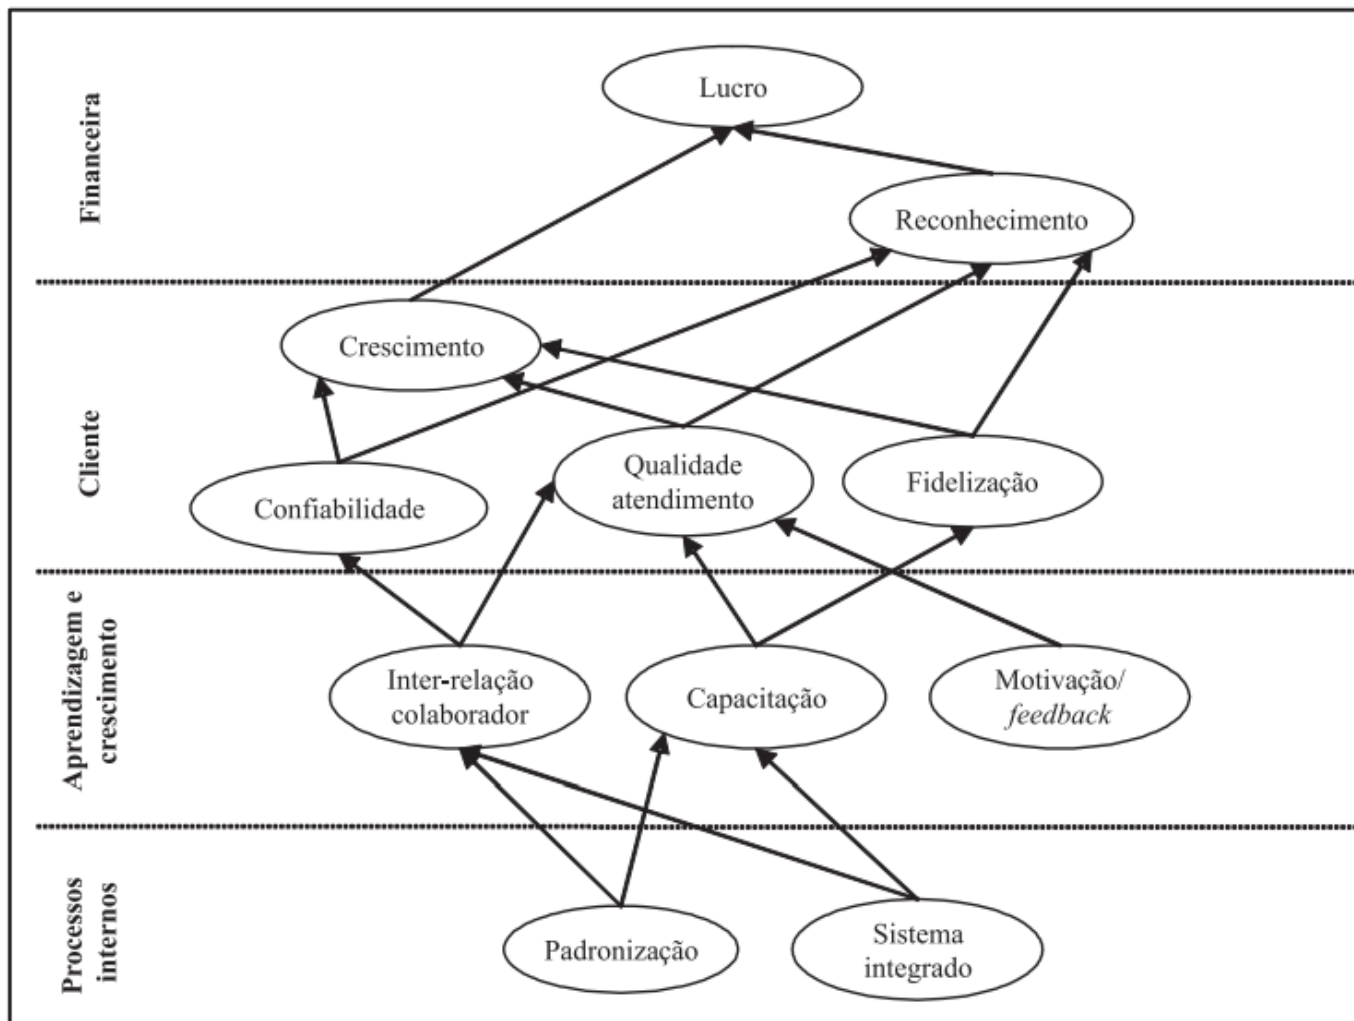 Financeira
Lucro
Reconhecimento
Cliente
Crescimento
Confiabilidade
Qualidade
atendimento
Fidelização
Aprendizagem e
crescimento
Inter-relação
colaborador
Capacitação
Motivação/
feedback
Processos
internos
Padronização
Sistema
integrado